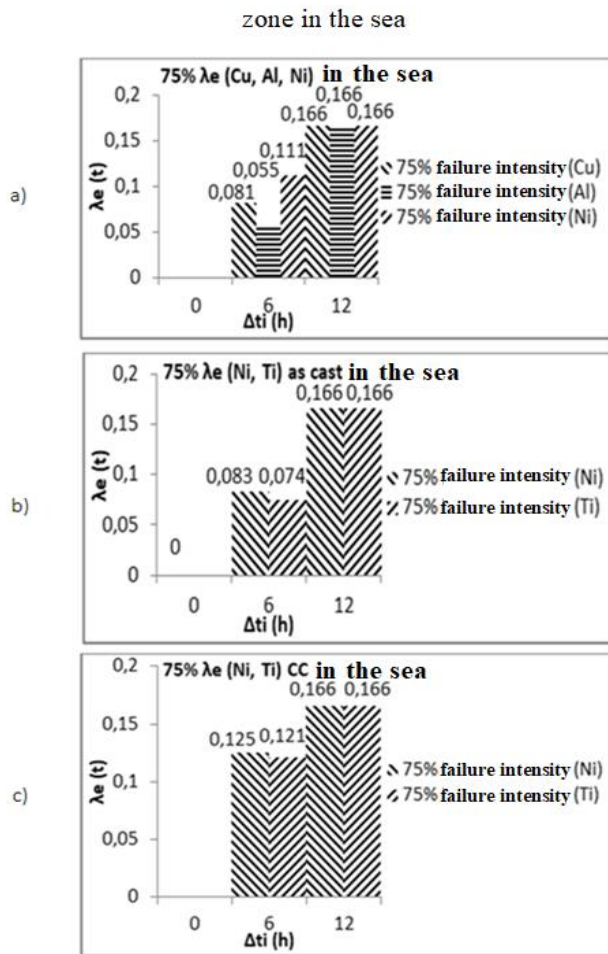 zone in the sea
a)
75% λe (Cu, Al, Ni) in the sea
λe (t)
0,2
0,15
0,1
0,05
0
0,081
0,055
0,111
0,166
0,166
0,166
0 6 12
Δti (h)
75% failure intensity (Cu)
75% failure intensity (Al)
75% failure intensity (Ni)
b)
75% λe (Ni, Ti) as cast in the sea
λe (t)
0,2
0,15
0,1
0,05
0
0
0,083 0,074
0,166 0,166
0 6 12
Δti (h)
75% failure intensity (Ni)
75% failure intensity (Ti)
c)
75% λe (Ni, Ti) CC in the sea
λe (t)
0,2
0,15
0,1
0,05
0
0,125 0,121
0,166 0,166
0 6 12
Δti (h)
75% failure intensity (Ni)
75% failure intensity (Ti)